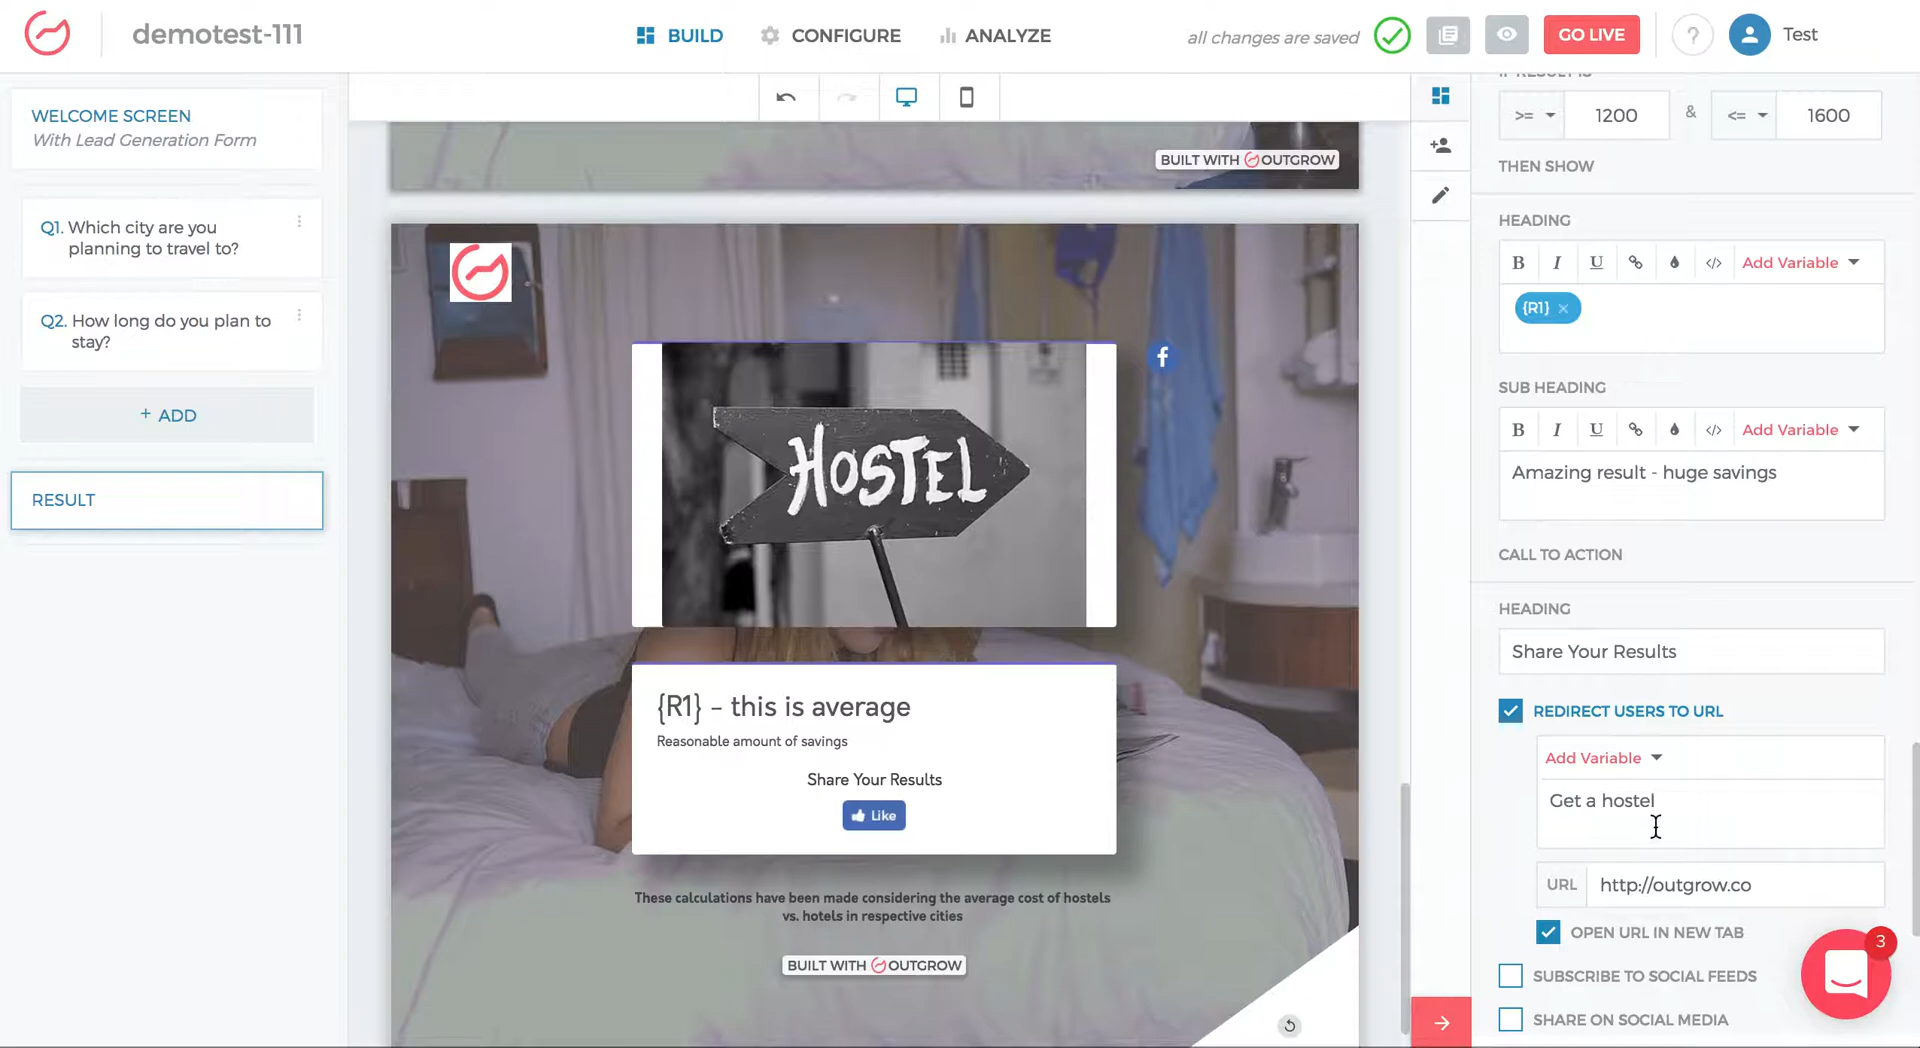 demotest-111
BUILD
CONFIGURE
ANALYZE
all changes are saved
GO LIVE
?
Test
WELCOME SCREEN
With Lead Generation Form
Q1. Which city are you
planning to travel to?
Q2. How long do you plan to
stay?
+ ADD
RESULT
BUILT WITH OUTGROW
HOSTEL
f
{R1} - this is average
Reasonable amount of savings
Share Your Results
Like
These calculations have been made considering the average cost of hostels
vs. hotels in respective cities
BUILT WITH OUTGROW
IF RESULT IS
>= 1200 & <= 1600
THEN SHOW
HEADING
B I U </> Add Variable
{R1} ×
SUB HEADING
B I U </> Add Variable
Amazing result - huge savings
CALL TO ACTION
HEADING
Share Your Results
REDIRECT USERS TO URL
Add Variable
Get a hostel
URL http://outgrow.co
OPEN URL IN NEW TAB
3
SUBSCRIBE TO SOCIAL FEEDS
SHARE ON SOCIAL MEDIA